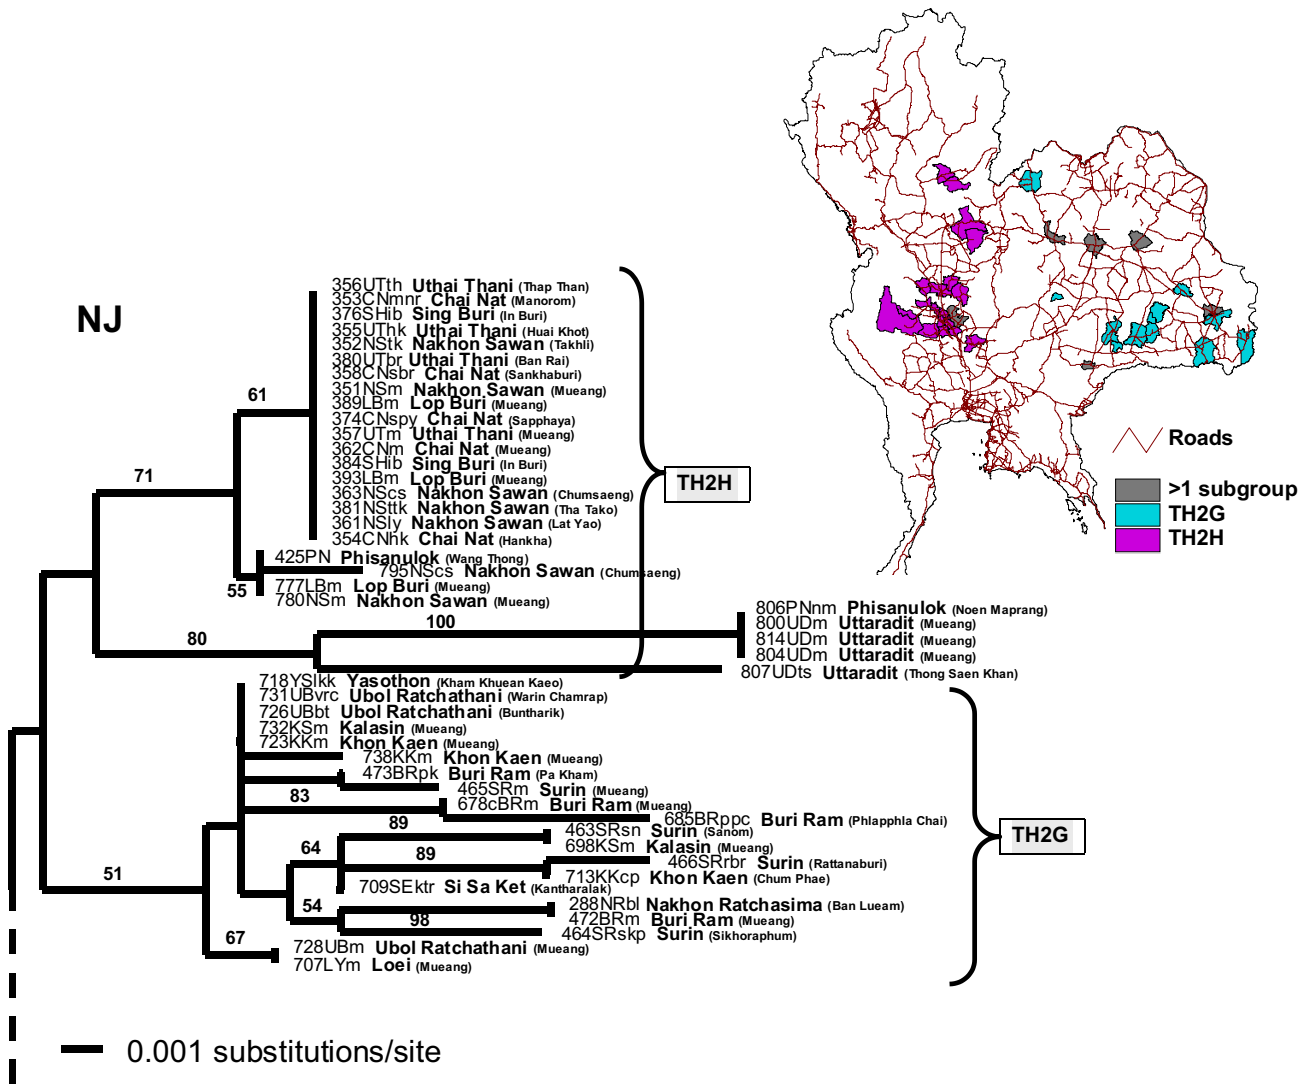 NJ
356UTth Uthai Thani (Thap Than)
353CNmnr Chai Nat (Manorom)
376SHib Sing Buri (In Buri)
355UThk Uthai Thani (Huai Khot)
352NStk Nakhon Sawan (Takhli)
380UTbr Uthai Thani (Ban Rai)
358CNsbr Chai Nat (Sankhaburi)
351NSm Nakhon Sawan (Mueang)
389LBm Lop Buri (Mueang)
374CNspy Chai Nat (Sapphaya)
357UTm Uthai Thani (Mueang)
362CNm Chai Nat (Mueang)
384SHib Sing Buri (In Buri)
393LBm Lop Buri (Mueang)
363NScs Nakhon Sawan (Chumsaeng)
381NSttk Nakhon Sawan (Tha Tako)
361NSly Nakhon Sawan (Lat Yao)
354CNhk Chai Nat (Hankha)
61
71
425PN Phisanulok (Wang Thong)
795NScs Nakhon Sawan (Chumsaeng)
777LBm Lop Buri (Mueang)
780NSm Nakhon Sawan (Mueang)
55
TH2H
806PNnm Phisanulok (Noen Maprang)
800UDm Uttaradit (Mueang)
814UDm Uttaradit (Mueang)
804UDm Uttaradit (Mueang)
807UDts Uttaradit (Thong Saen Khan)
100
80
718YSlkk Yasothon (Kham Khuean Kaeo)
731UBvrc Ubol Ratchathani (Warin Chamrap)
726UBbt Ubol Ratchathani (Buntharik)
732KSm Kalasin (Mueang)
723KKm Khon Kaen (Mueang)
738KKm Khon Kaen (Mueang)
473BRpk Buri Ram (Pa Kham)
465SRm Surin (Mueang)
83
678cBRm Buri Ram (Mueang)
685BRppc Buri Ram (Phlapphla Chai)
89
463SRsn Surin (Sanom)
698KSm Kalasin (Mueang)
64
89
466SRrbr Surin (Rattanaburi)
713KKcp Khon Kaen (Chum Phae)
709SEktr Si Sa Ket (Kantharalak)
51
54
98
288NRbl Nakhon Ratchasima (Ban Lueam)
472BRm Buri Ram (Mueang)
464SRskp Surin (Sikhoraphum)
67
728UBm Ubol Ratchathani (Mueang)
707LYm Loei (Mueang)
TH2G
0.001 substitutions/site
Roads
>1 subgroup
TH2G
TH2H